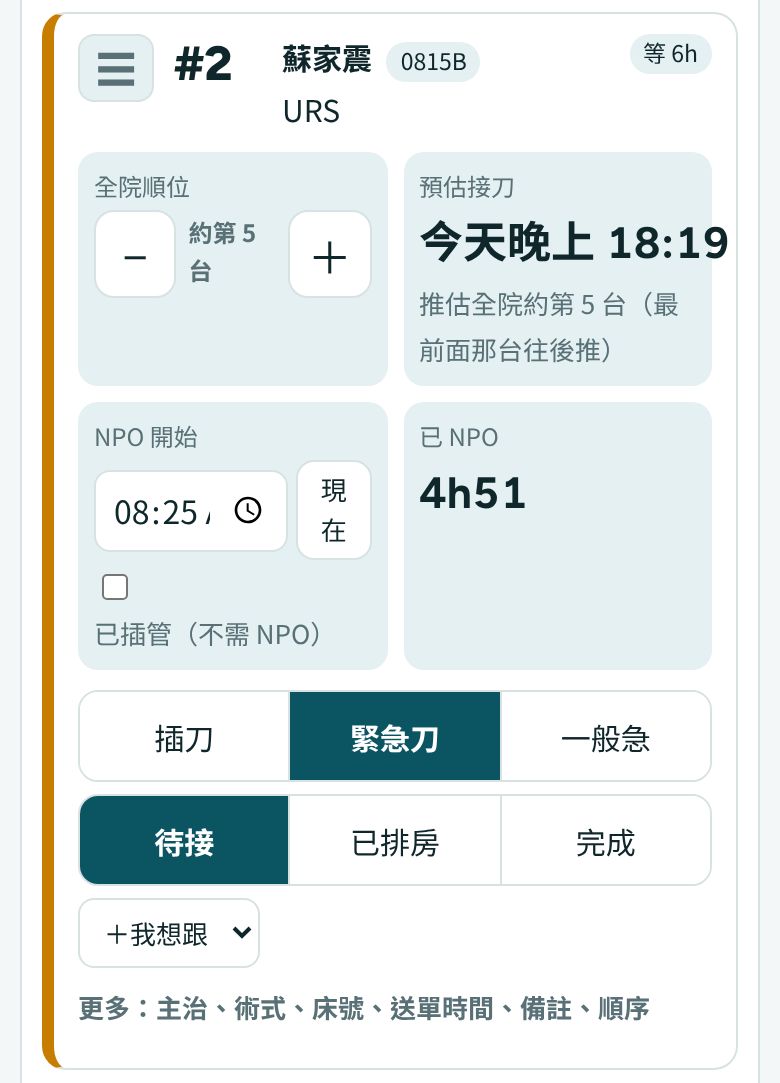 #2 蘇家震 0815B 等 6h
URS
全院順位
− 約第 5 台 ＋
預估接刀
今天晚上 18:19
推估全院約第 5 台（最
前面那台往後推）
NPO 開始
08:25 現在
已插管（不需 NPO）
已 NPO
4h51
插刀 緊急刀 一般急
待接 已排房 完成
＋我想跟
更多：主治、術式、床號、送單時間、備註、順序